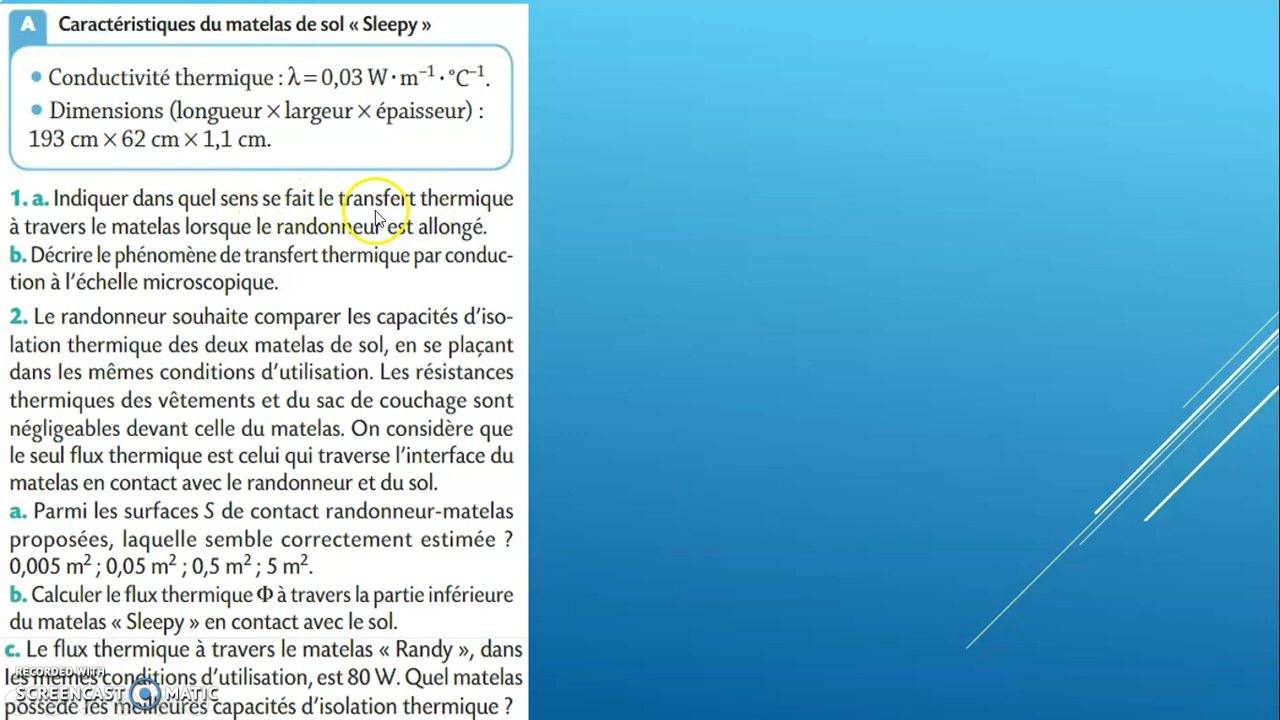 A Caractéristiques du matelas de sol « Sleepy »
• Conductivité thermique : λ = 0,03 W · m⁻¹ · °C⁻¹.
• Dimensions (longueur × largeur × épaisseur) :
193 cm × 62 cm × 1,1 cm.
1. a. Indiquer dans quel sens se fait le transfert thermique
à travers le matelas lorsque le randonneur est allongé.
b. Décrire le phénomène de transfert thermique par conduc-
tion à l'échelle microscopique.
2. Le randonneur souhaite comparer les capacités d'iso-
lation thermique des deux matelas de sol, en se plaçant
dans les mêmes conditions d'utilisation. Les résistances
thermiques des vêtements et du sac de couchage sont
négligeables devant celle du matelas. On considère que
le seul flux thermique est celui qui traverse l'interface du
matelas en contact avec le randonneur et du sol.
a. Parmi les surfaces S de contact randonneur-matelas
proposées, laquelle semble correctement estimée ?
0,005 m² ; 0,05 m² ; 0,5 m² ; 5 m².
b. Calculer le flux thermique Φ à travers la partie inférieure
du matelas « Sleepy » en contact avec le sol.
c. Le flux thermique à travers le matelas « Randy », dans
les mêmes conditions d'utilisation, est 80 W. Quel matelas
possède les meilleures capacités d'isolation thermique ?
RECORDED WITH
SCREENCAST MATIC